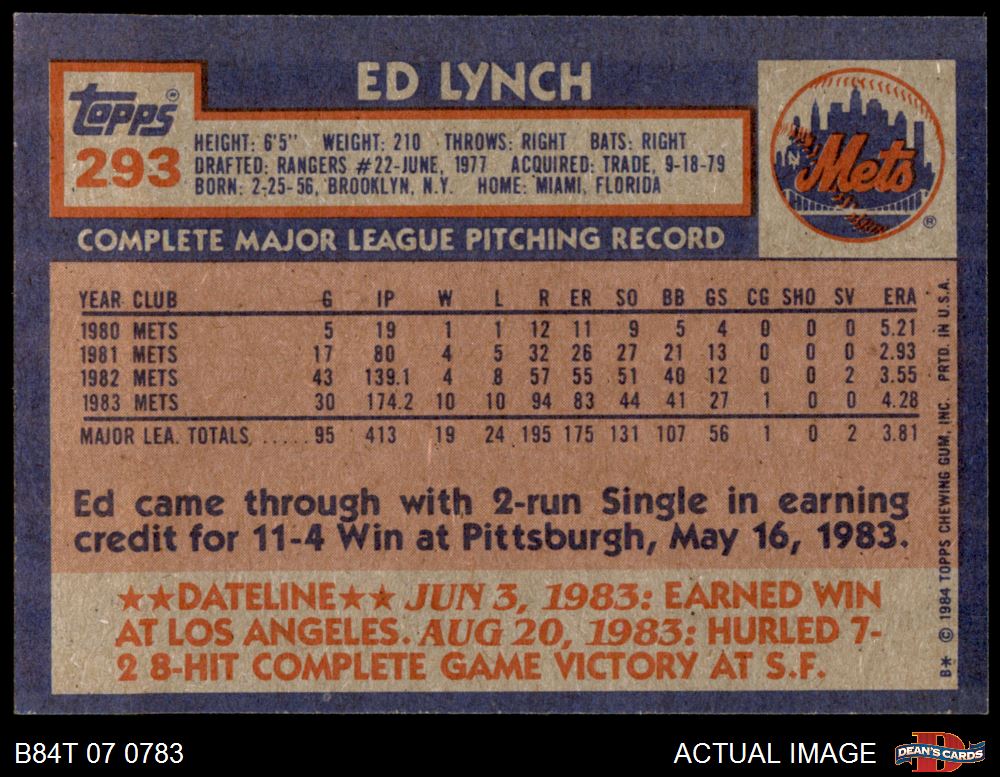 ED LYNCH
Topps®
293
HEIGHT: 6'5" WEIGHT: 210 THROWS: RIGHT BATS: RIGHT
DRAFTED: RANGERS #22-JUNE, 1977 ACQUIRED: TRADE, 9-18-79
BORN: 2-25-56, BROOKLYN, N.Y. HOME: MIAMI, FLORIDA
Mets
®
COMPLETE MAJOR LEAGUE PITCHING RECORD
YEAR CLUB G IP W L R ER SO BB GS CG SHO SV ERA
1980 METS 5 19 1 1 12 11 9 5 4 0 0 0 5.21
1981 METS 17 80 4 5 32 26 27 21 13 0 0 0 2.93
1982 METS 43 139.1 4 8 57 55 51 40 12 0 0 2 3.55
1983 METS 30 174.2 10 10 94 83 44 41 27 1 0 0 4.28
MAJOR LEA. TOTALS, ..... 95 413 19 24 195 175 131 107 56 1 0 2 3.81
Ed came through with 2-run Single in earning
credit for 11-4 Win at Pittsburgh, May 16, 1983.
★★DATELINE★★ JUN 3, 1983: EARNED WIN
AT LOS ANGELES. AUG 20, 1983: HURLED 7-
2 8-HIT COMPLETE GAME VICTORY AT S.F.
B* © 1984 TOPPS CHEWING GUM, INC. PRTD. IN U.S.A.
B84T 07 0783
ACTUAL IMAGE
DEAN'S CARDS